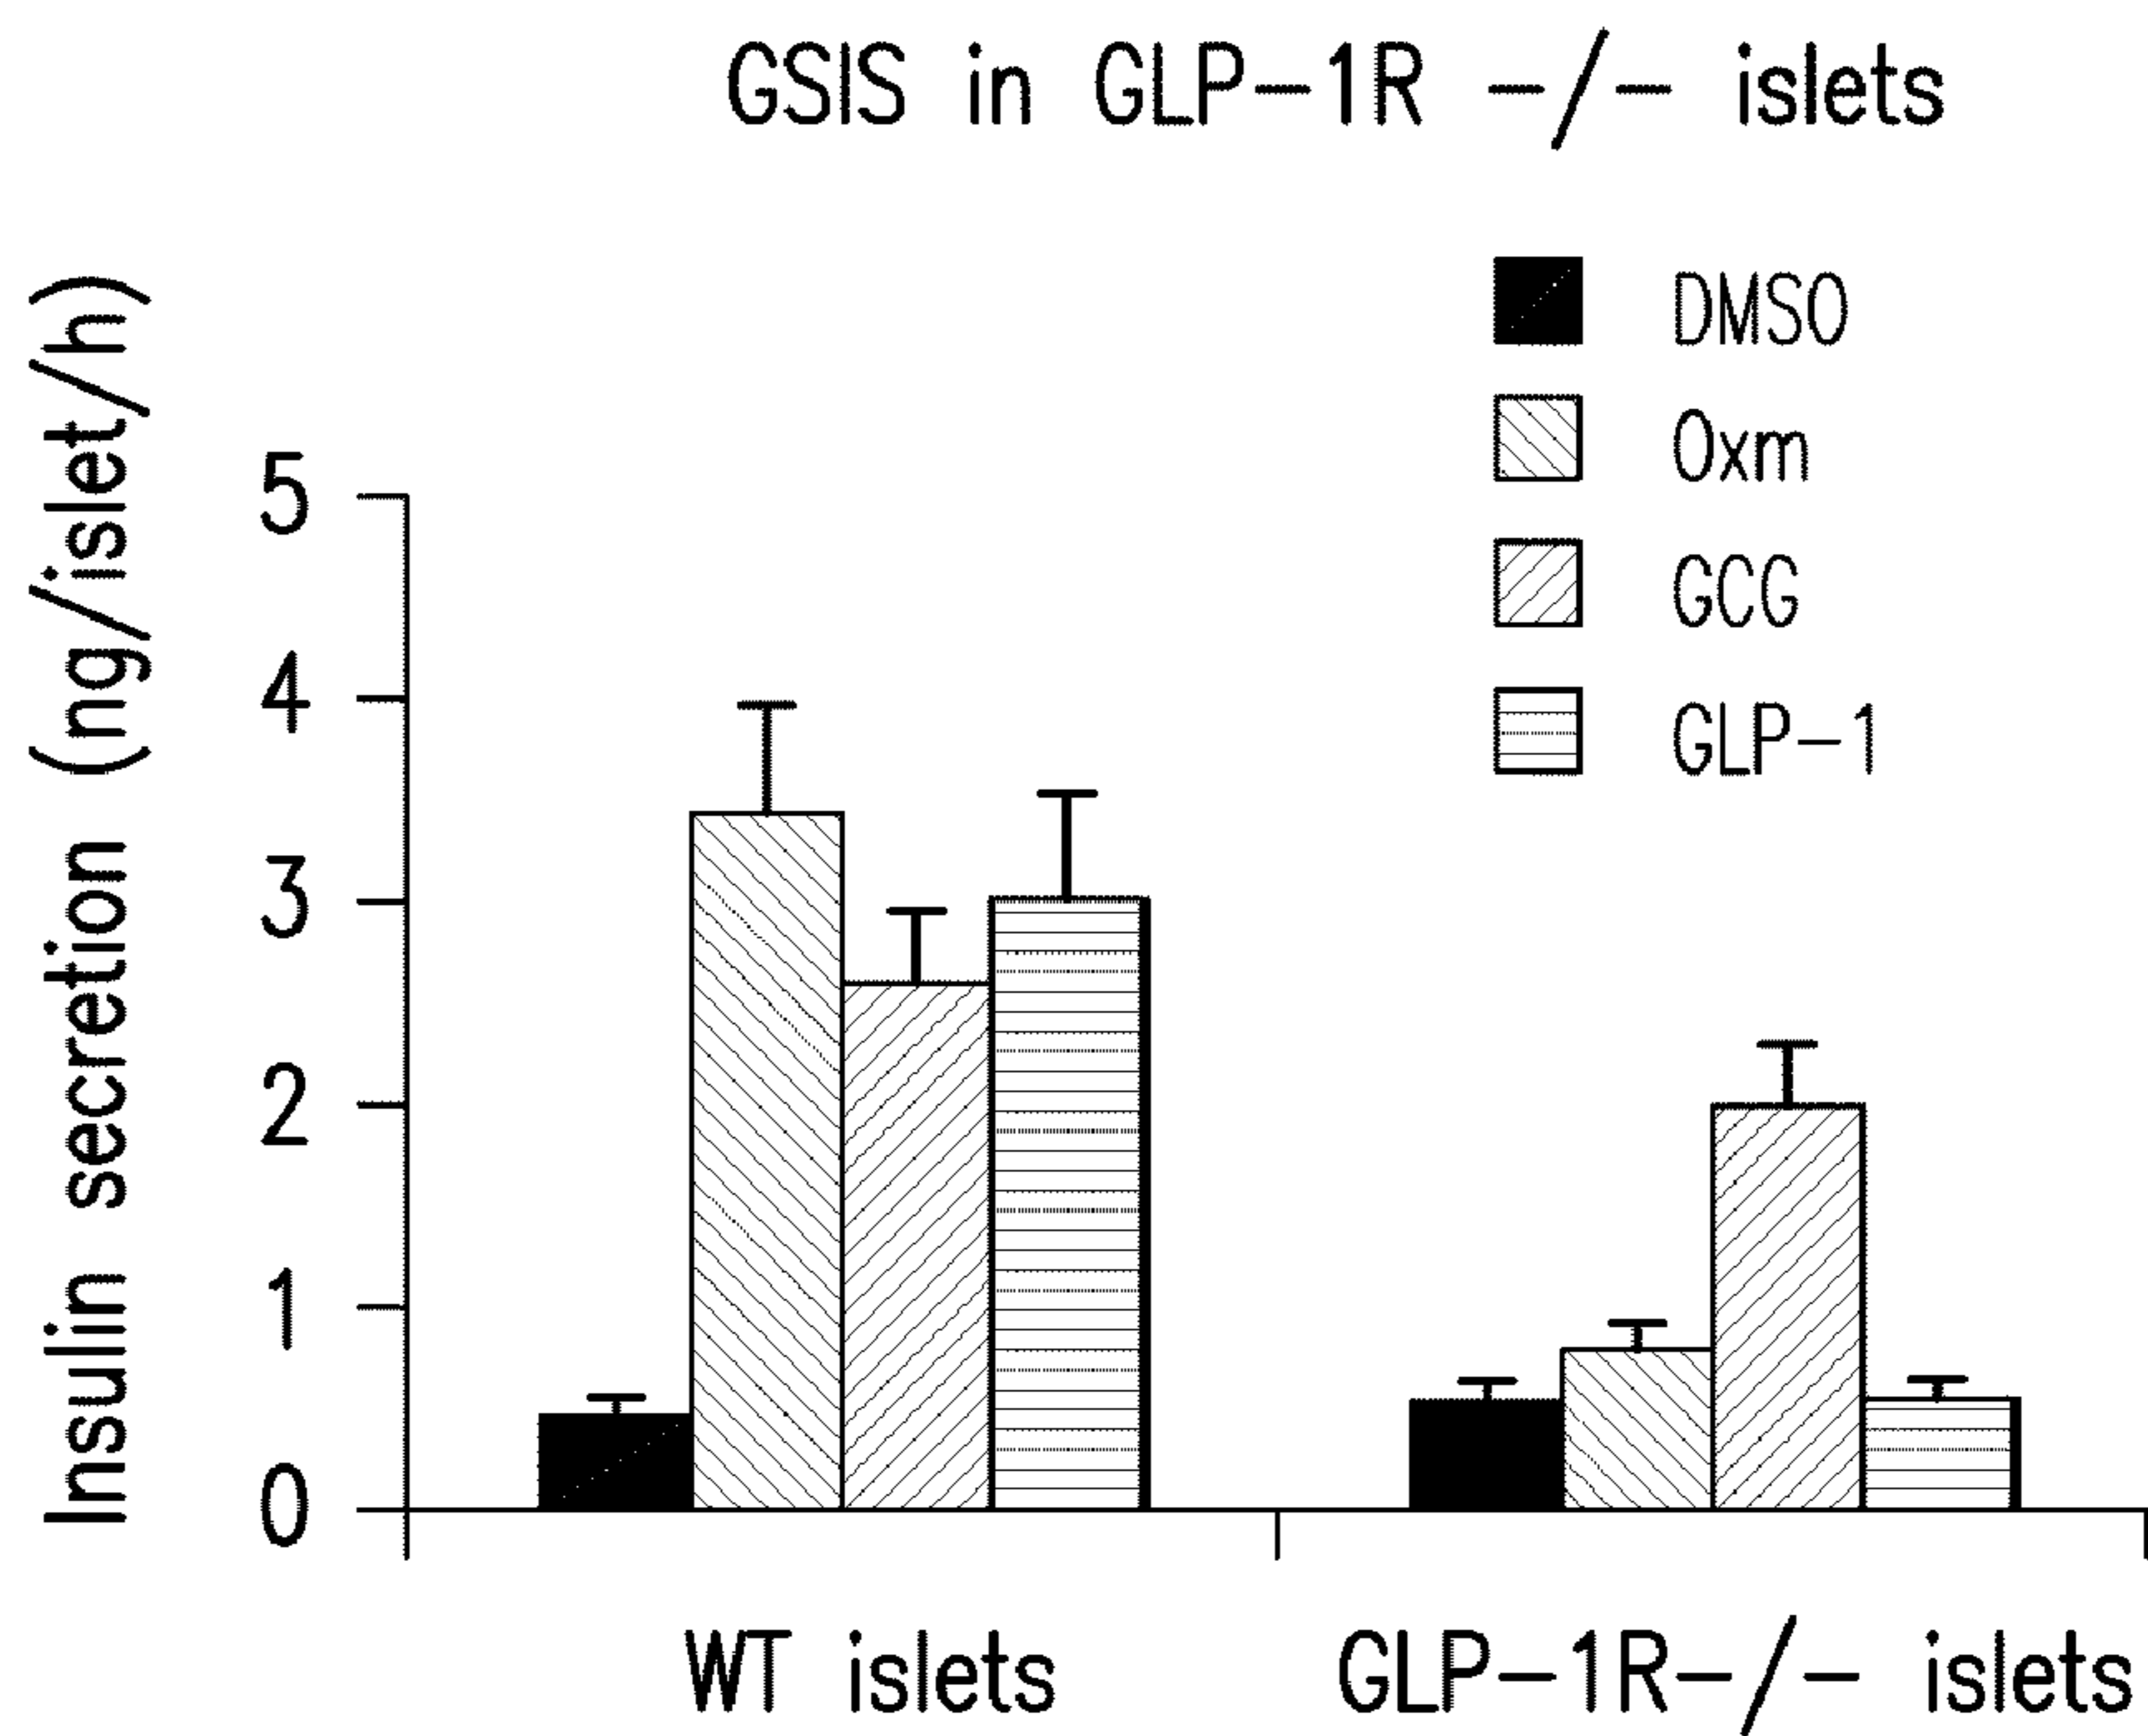 GSIS in GLP-1R -/- islets
DMSO
Oxm
GCG
GLP-1
Insulin secretion (ng/islet/h)
5
4
3
2
1
0
WT islets
GLP-1R-/- islets